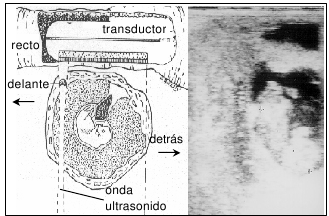 transductor
recto
delante
detrás
onda
ultrasonido